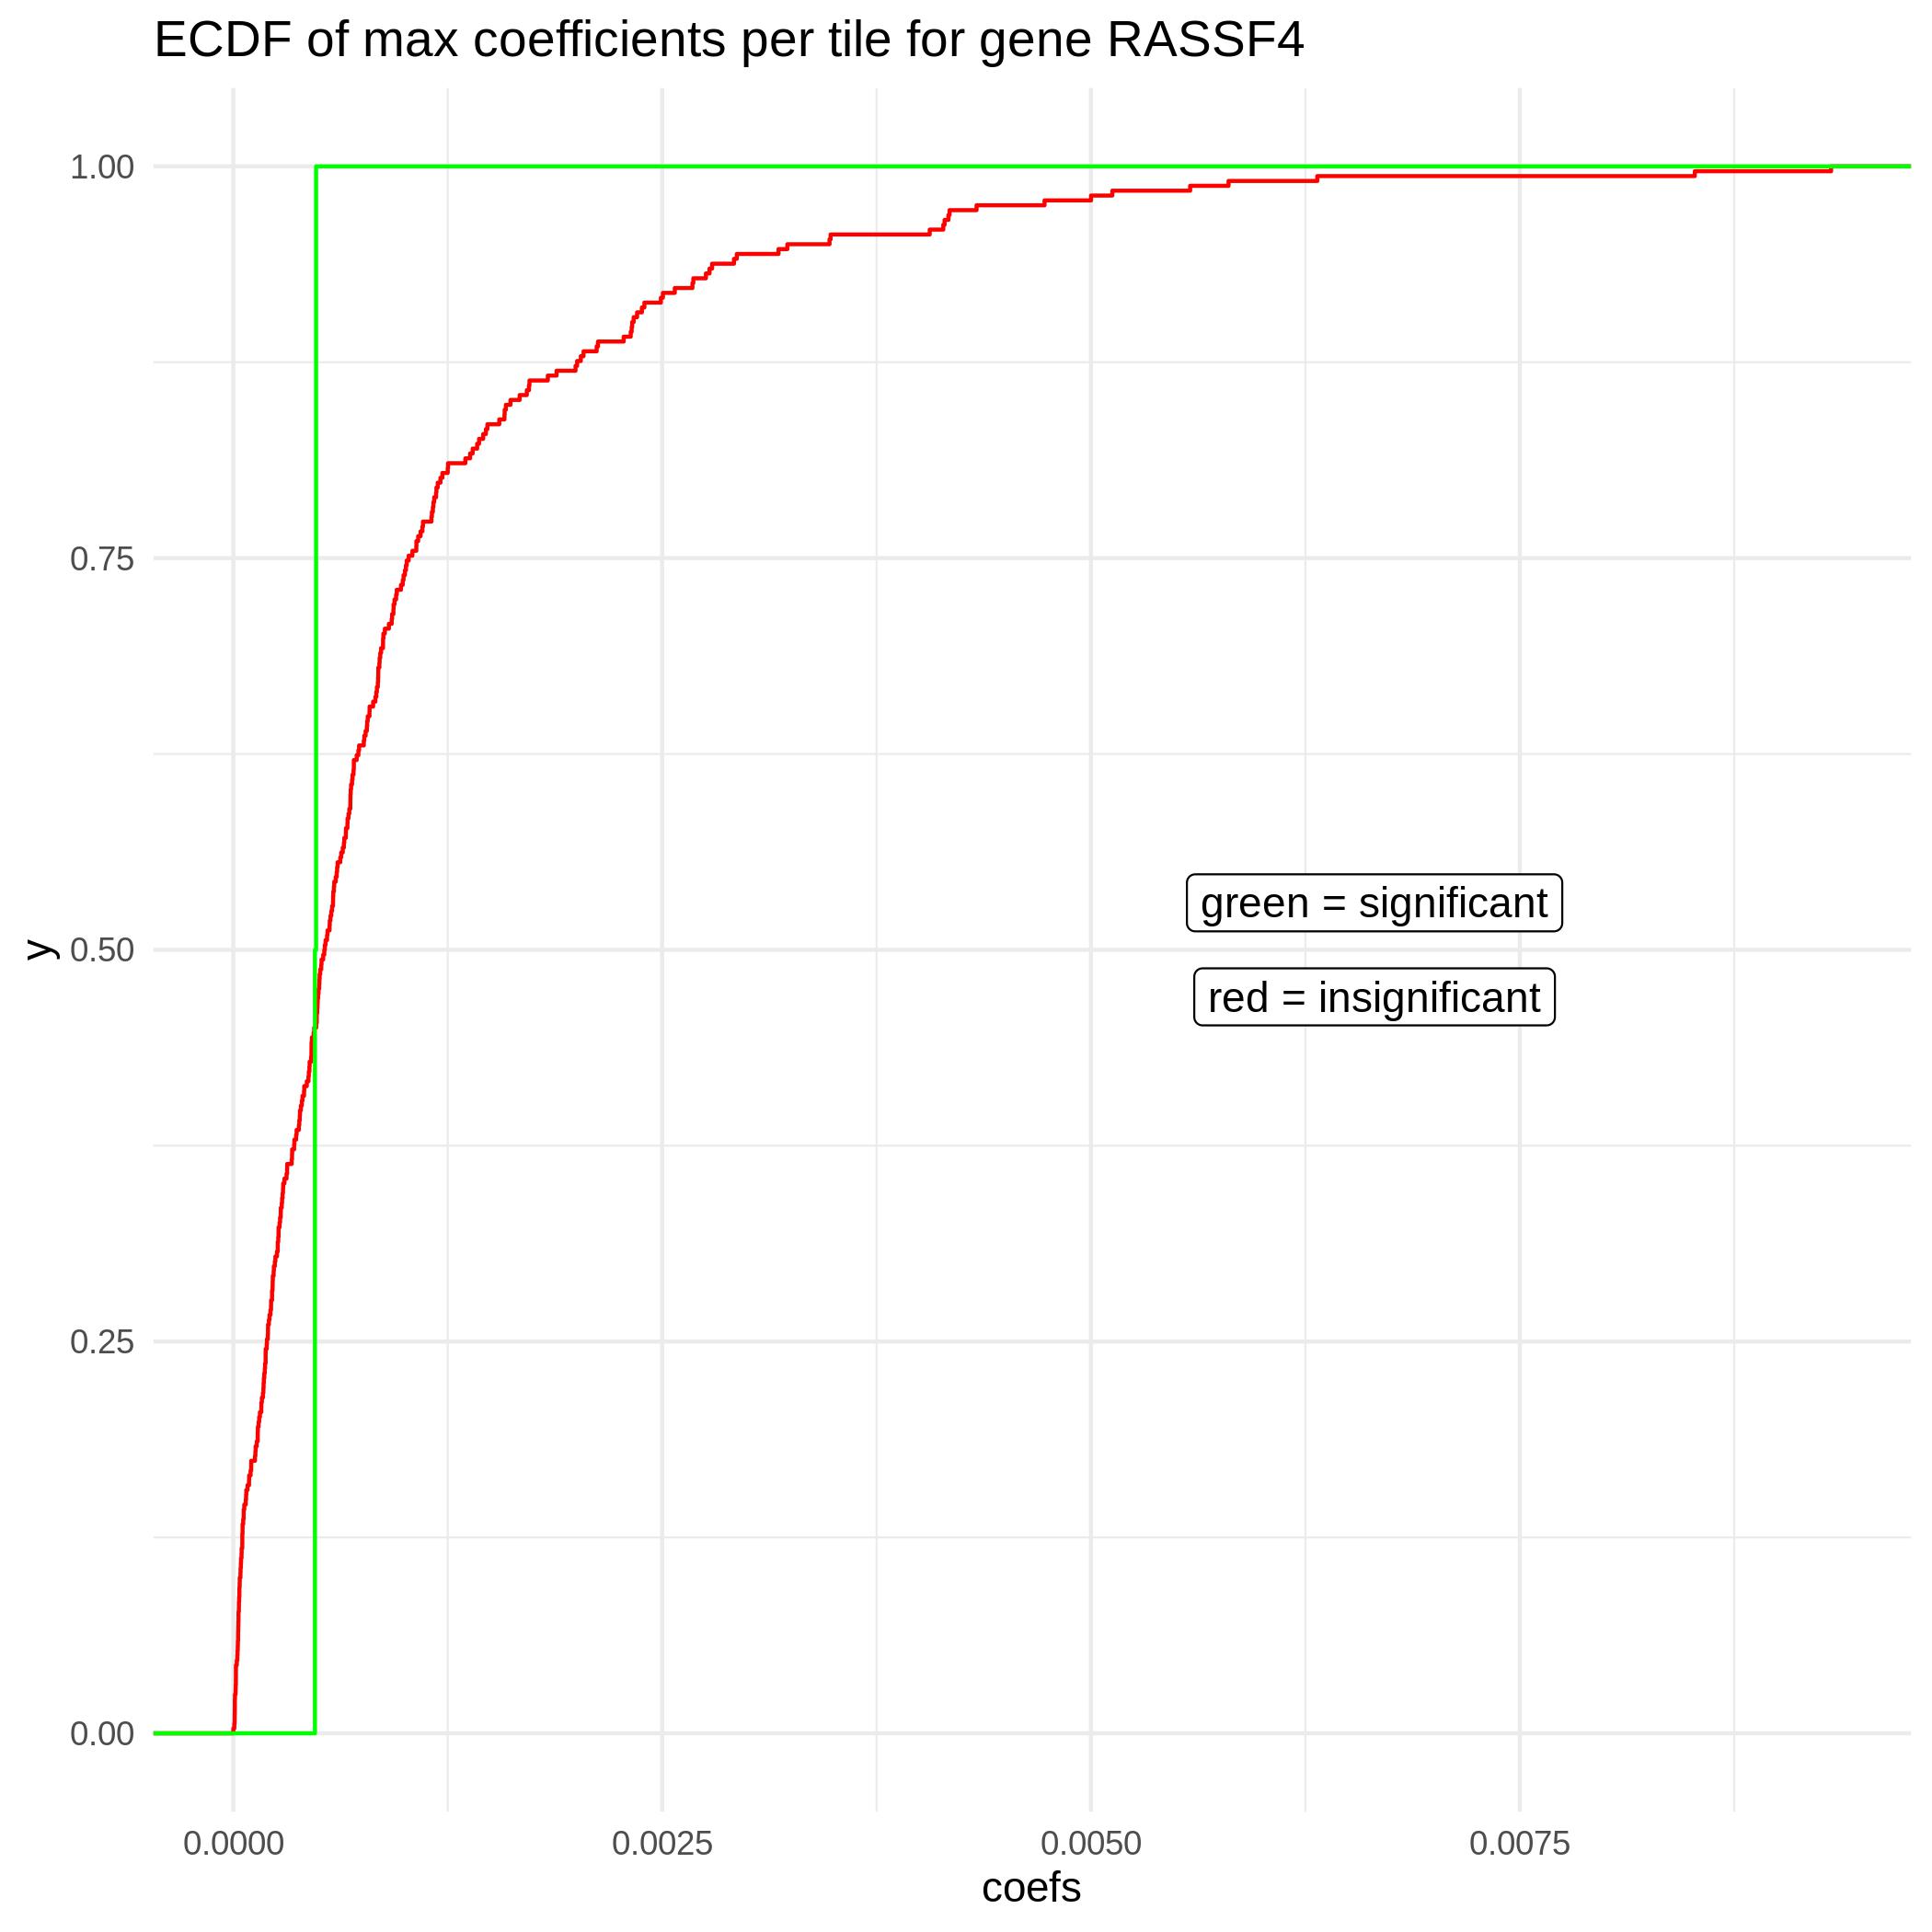 ECDF of max coefficients per tile for gene RASSF4
1.00
0.75
0.50
0.25
0.00
y
green = significant
red = insignificant
0.0000
0.0025
0.0050
0.0075
coefs